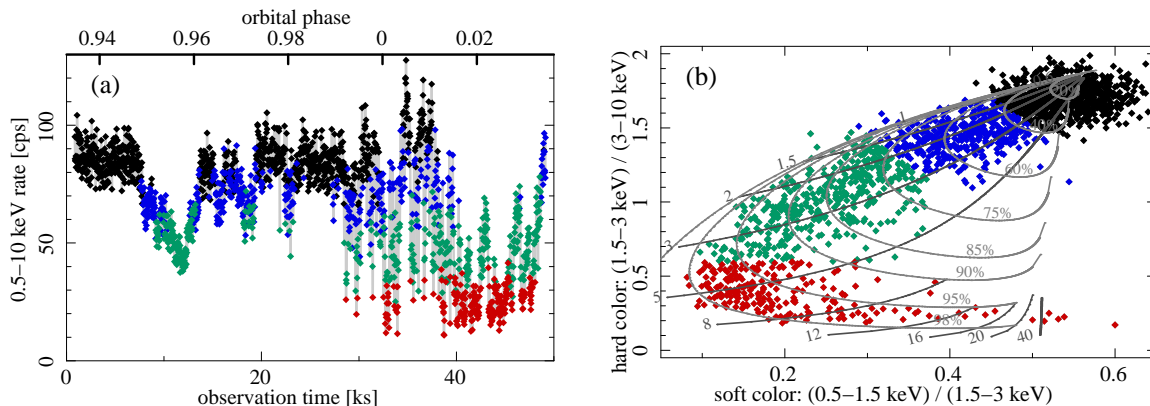 orbital phase
0.94 0.96 0.98 0 0.02
(a)
0.5−10 keV rate [cps]
100
50
0
0 20 40
observation time [ks]
(b)
hard color: (1.5−3 keV) / (3−10 keV)
2
1.5
1
0.5
0
0.2 0.4 0.6
soft color: (0.5−1.5 keV) / (1.5−3 keV)
1
1.5
2
3
5
8
12
16
20
40
40%
60%
75%
85%
90%
95%
98%